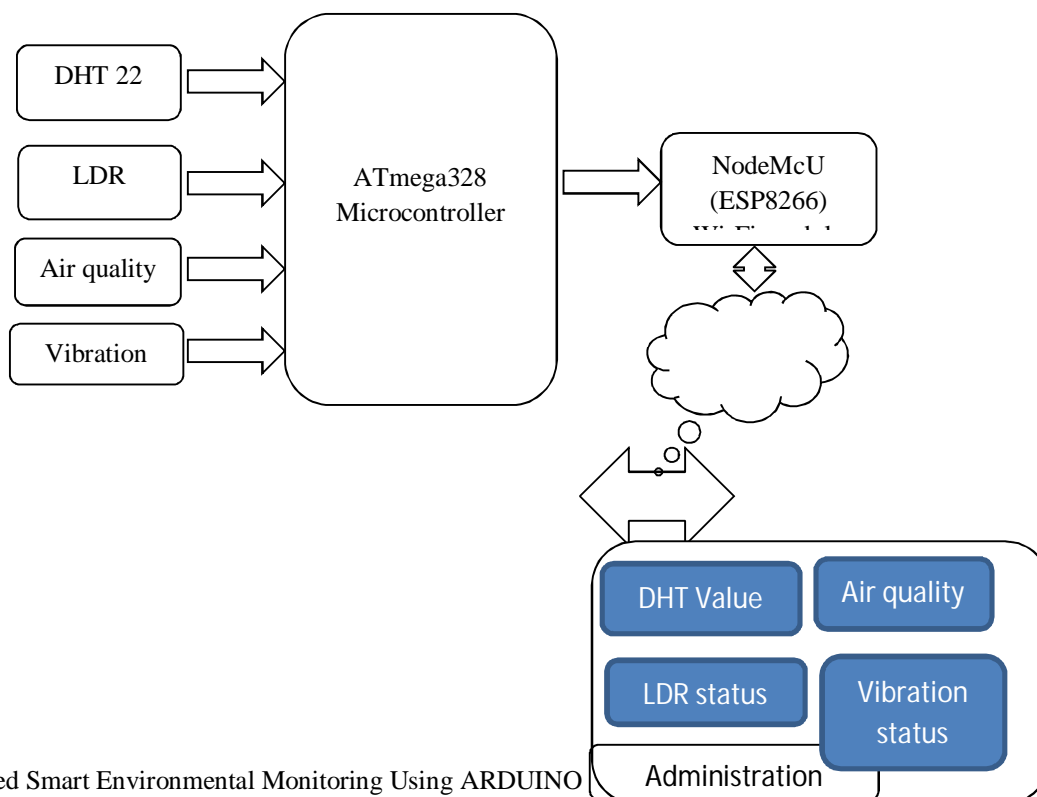 DHT 22
LDR
Air quality
Vibration
ATmega328
Microcontroller
NodeMcU
(ESP8266)
DHT Value
Air quality
LDR status
Vibration
status
Administration
ed Smart Environmental Monitoring Using ARDUINO